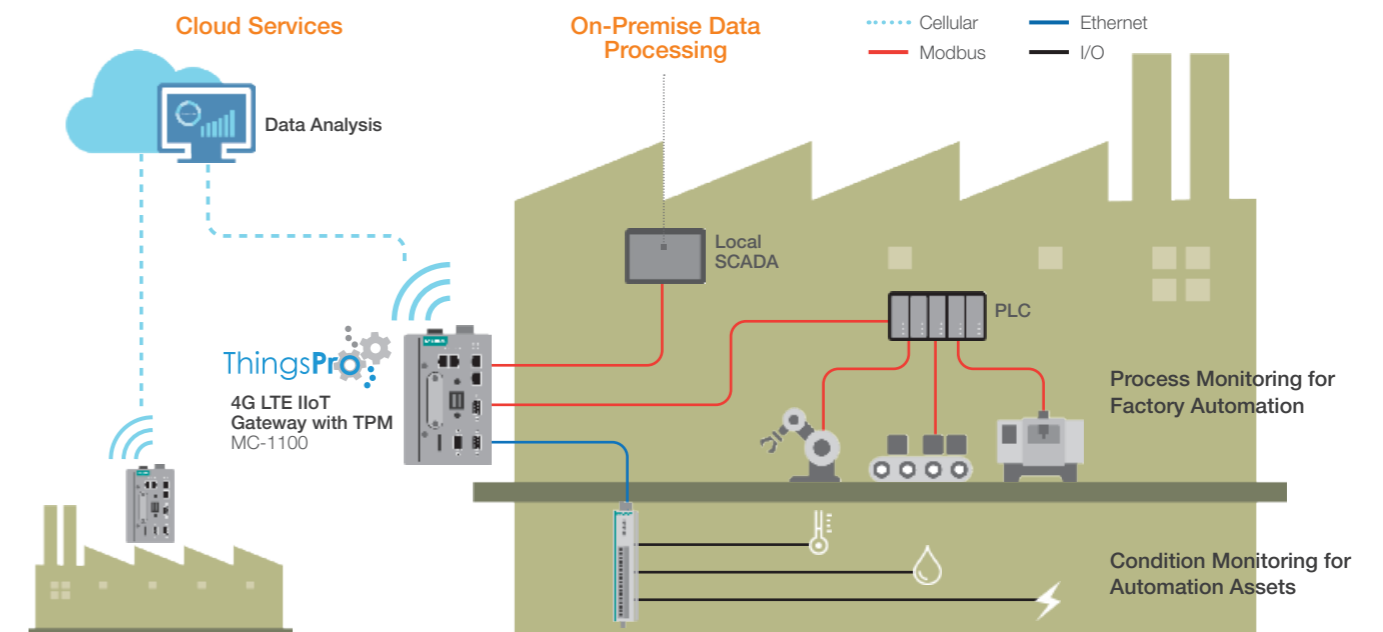 Cloud Services
On-Premise Data
Processing
Cellular
Ethernet
Modbus
I/O
Data Analysis
Local
SCADA
PLC
ThingsPro
4G LTE IIoT
Gateway with TPM
MC-1100
Process Monitoring for
Factory Automation
Condition Monitoring for
Automation Assets